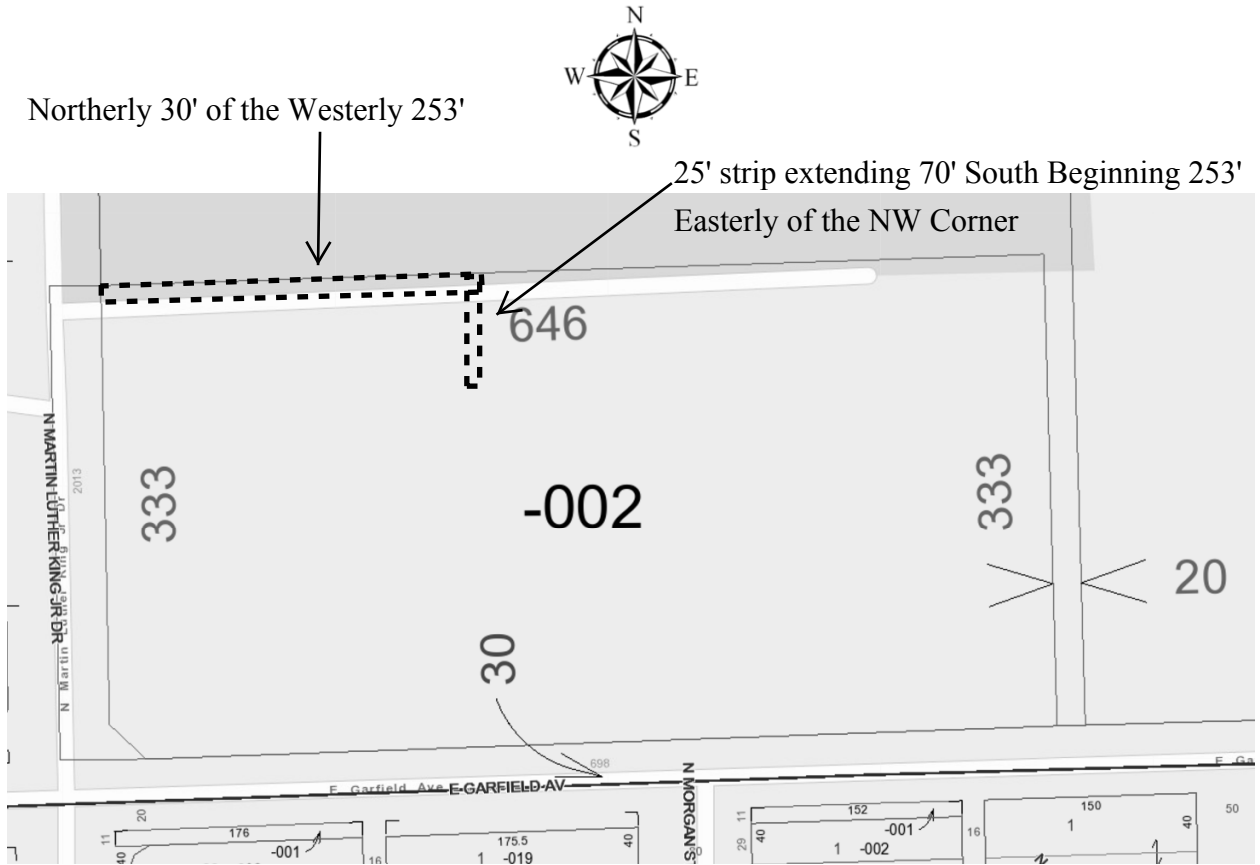 N
W E
S
Northerly 30' of the Westerly 253'
25' strip extending 70' South Beginning 253'
Easterly of the NW Corner
646
N MARTIN LUTHER KING JR DR
N Martin Luther King Jr Dr
2013
333
-002
333
20
30
698
E Garfield Ave
E GARFIELD AV
E Ga
N MORGAN'S
20
11
176
-001
40
40
16
175.5
1 -019
40
20
11
29
40
152
-001
1 -002
16
150
1
40
50